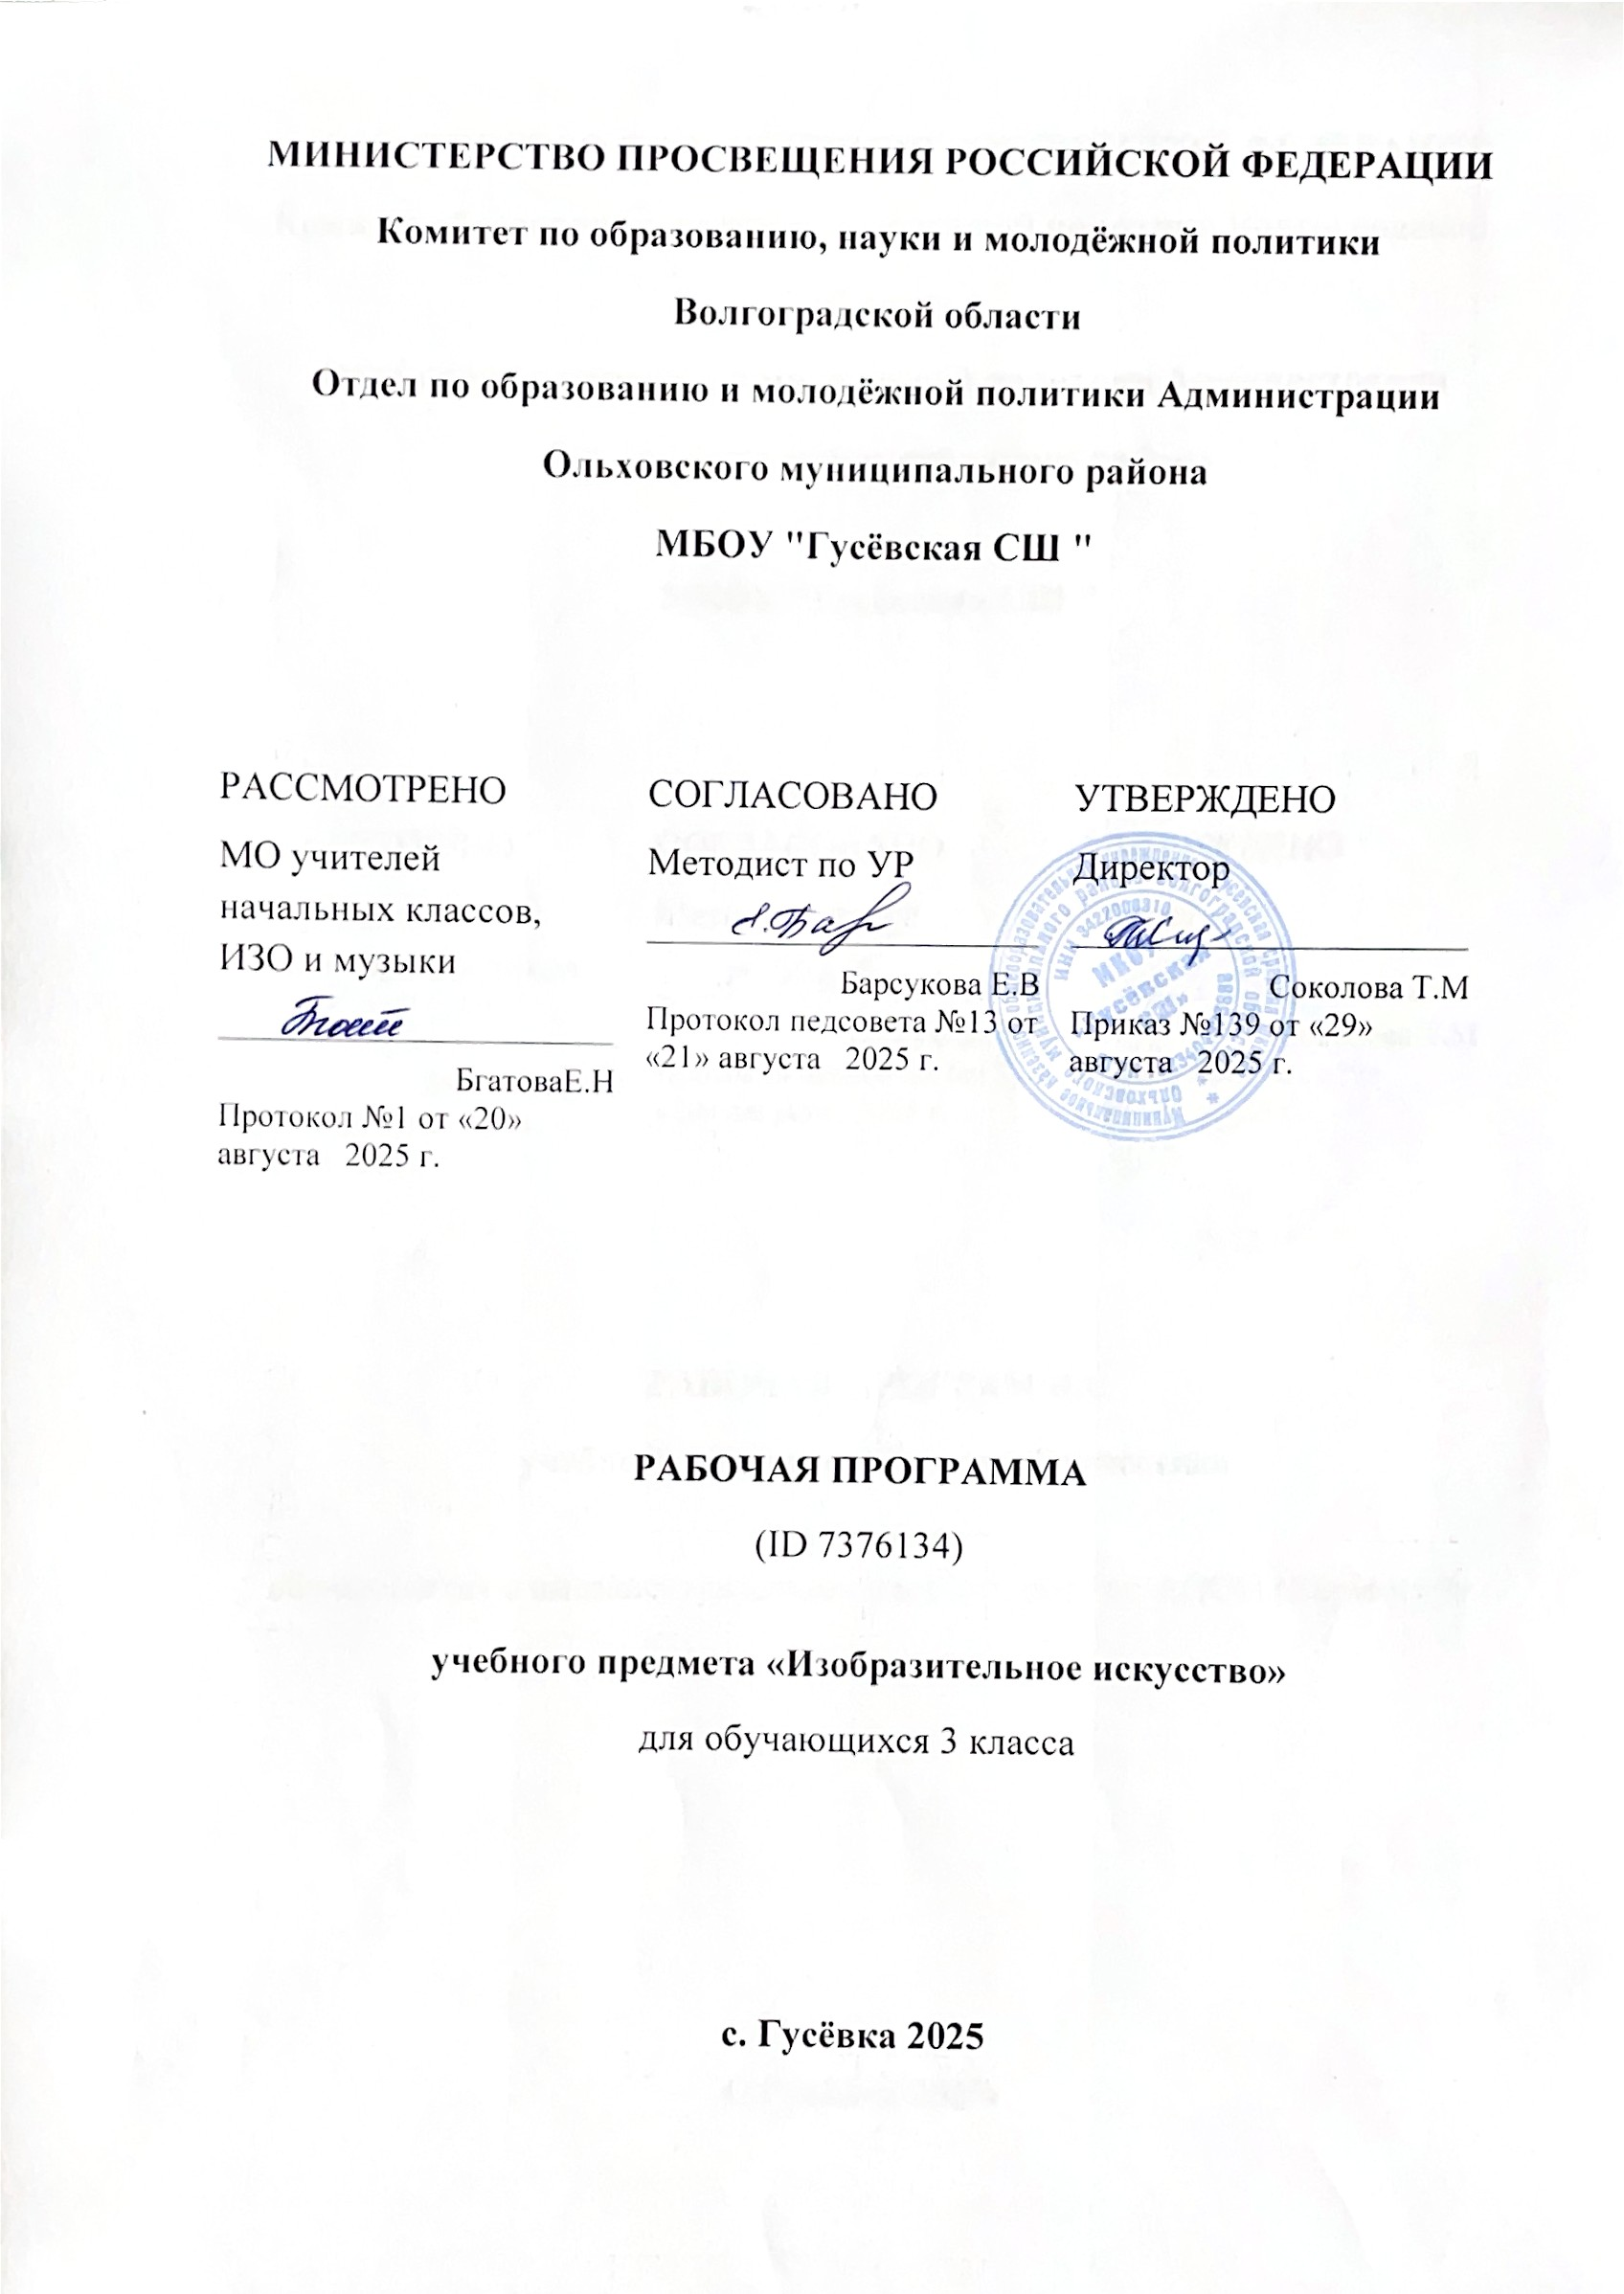 МИНИСТЕРСТВО ПРОСВЕЩЕНИЯ РОССИЙСКОЙ ФЕДЕРАЦИИ
Комитет по образованию, науки и молодёжной политики
Волгоградской области
Отдел по образованию и молодёжной политики Администрации
Ольховского муниципального района
МБОУ "Гусёвская СШ "
РАССМОТРЕНО
МО учителей
начальных классов,
ИЗО и музыки
БгатоваЕ.Н
Протокол №1 от «20»
августа 2025 г.
СОГЛАСОВАНО
Методист по УР
Барсукова Е.В
Протокол педсовета №13 от
«21» августа 2025 г.
УТВЕРЖДЕНО
Директор
Соколова Т.М
Приказ №139 от «29»
августа 2025 г.
РАБОЧАЯ ПРОГРАММА
(ID 7376134)
учебного предмета «Изобразительное искусство»
для обучающихся 3 класса
с. Гусёвка 2025